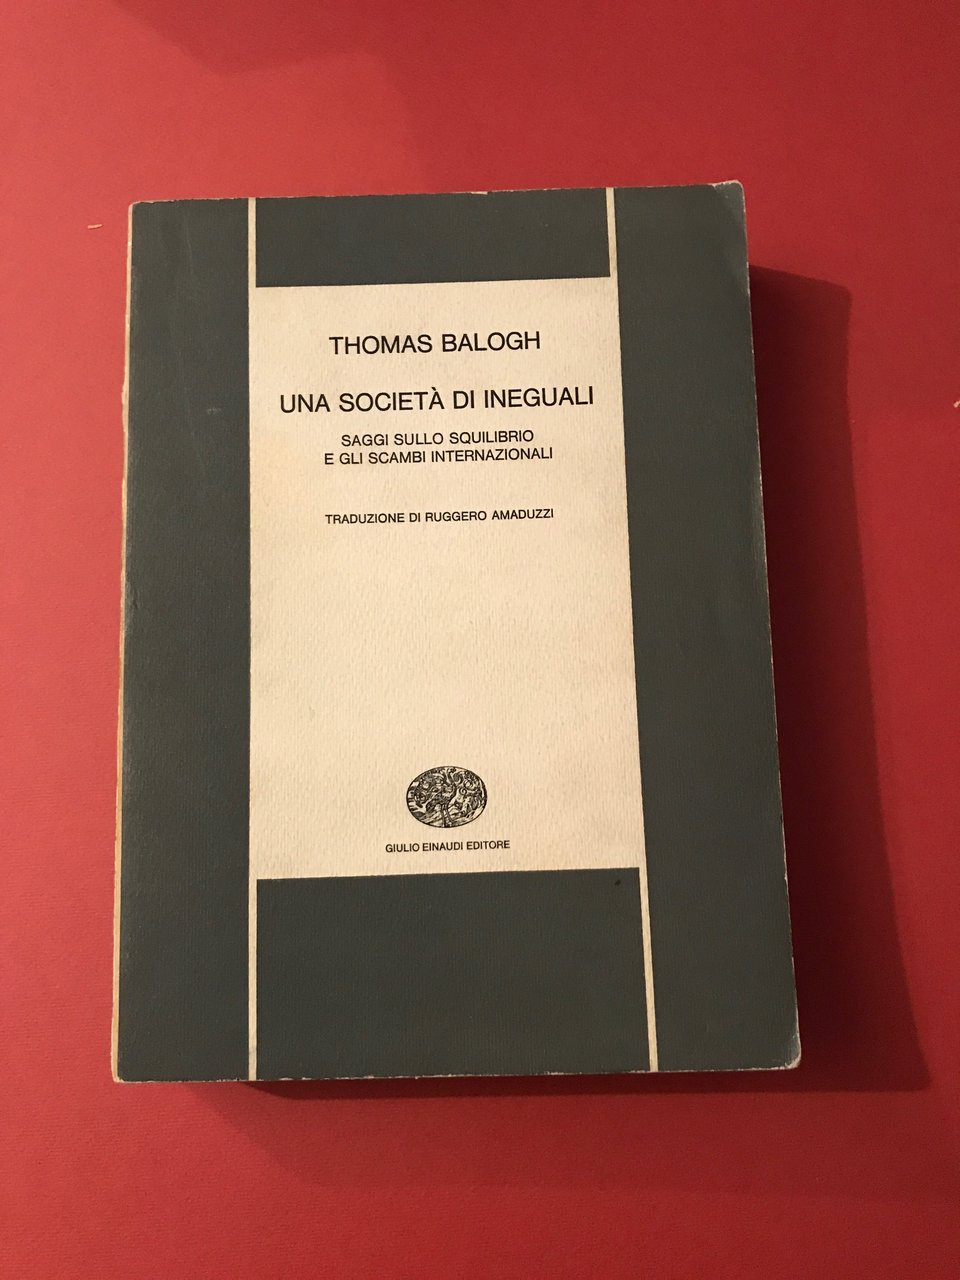 THOMAS BALOGH
UNA SOCIETÀ DI INEGUALI
SAGGI SULLO SQUILIBRIO
E GLI SCAMBI INTERNAZIONALI
TRADUZIONE DI RUGGERO AMADUZZI
GIULIO EINAUDI EDITORE